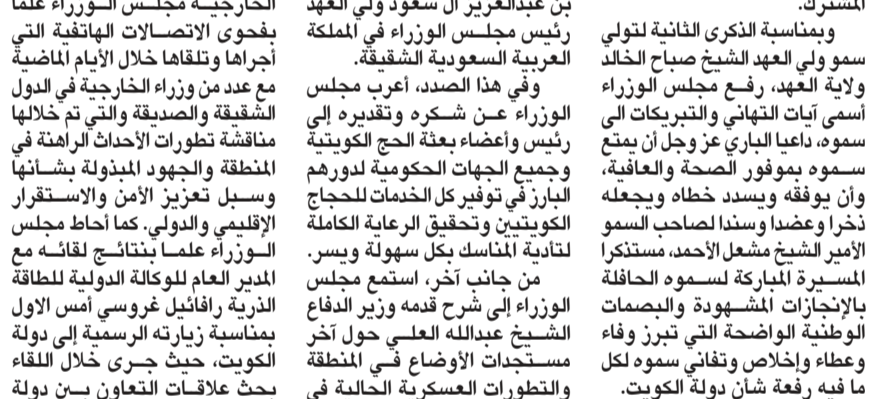 المشترك.
وبمناسبة الذكرى الثانية لتولي
سمو ولي العهد الشيخ صباح الخالد
ولاية العهد، رفع مجلس الوزراء
أسمى آيات التهاني والتبريكات الى
سموه، داعيا الباري عز وجل أن يمتع
سموه بموفور الصحة والعافية،
وأن يوفقه ويسدد خطاه ويجعله
ذخرا وعضدا وسندا لصاحب السمو
الأمير الشيخ مشعل الأحمد، مستذكرا
المسيرة المباركة لسموه الحافلة
بالإنجازات المشهودة والبصمات
الوطنية الواضحة التي تبرز وفاء
وعطاء وإخلاص وتفاني سموه لكل
ما فيه رفعة شأن دولة الكويت.
بن عبدالعزيز آل سعود ولي العهد
رئيس مجلس الوزراء في المملكة
العربية السعودية الشقيقة.
وفي هذا الصدد، أعرب مجلس
الوزراء عن شكره وتقديره إلى
رئيس وأعضاء بعثة الحج الكويتية
وجميع الجهات الحكومية لدورهم
البارز في توفير كل الخدمات للحجاج
الكويتيين وتحقيق الرعاية الكاملة
لتأدية المناسك بكل سهولة ويسر.
من جانب آخر، استمع مجلس
الوزراء إلى شرح قدمه وزير الدفاع
الشيخ عبدالله العلي حول آخر
مستجدات الأوضاع في المنطقة
والتطورات العسكرية الحالية في
الخارجية مجلس الوزراء علما
بفحوى الاتصالات الهاتفية التي
أجراها وتلقاها خلال الأيام الماضية
مع عدد من وزراء الخارجية في الدول
الشقيقة والصديقة والتي تم خلالها
مناقشة تطورات الأحداث الراهنة في
المنطقة والجهود المبذولة بشأنها
وسبل تعزيز الأمن والاستقرار
الإقليمي والدولي. كما أحاط مجلس
الوزراء علما بنتائج لقائه مع
المدير العام للوكالة الدولية للطاقة
الذرية رافائيل غروسي أمس الاول
بمناسبة زيارته الرسمية إلى دولة
الكويت، حيث جرى خلال اللقاء
بحث علاقات التعاون بين دولة